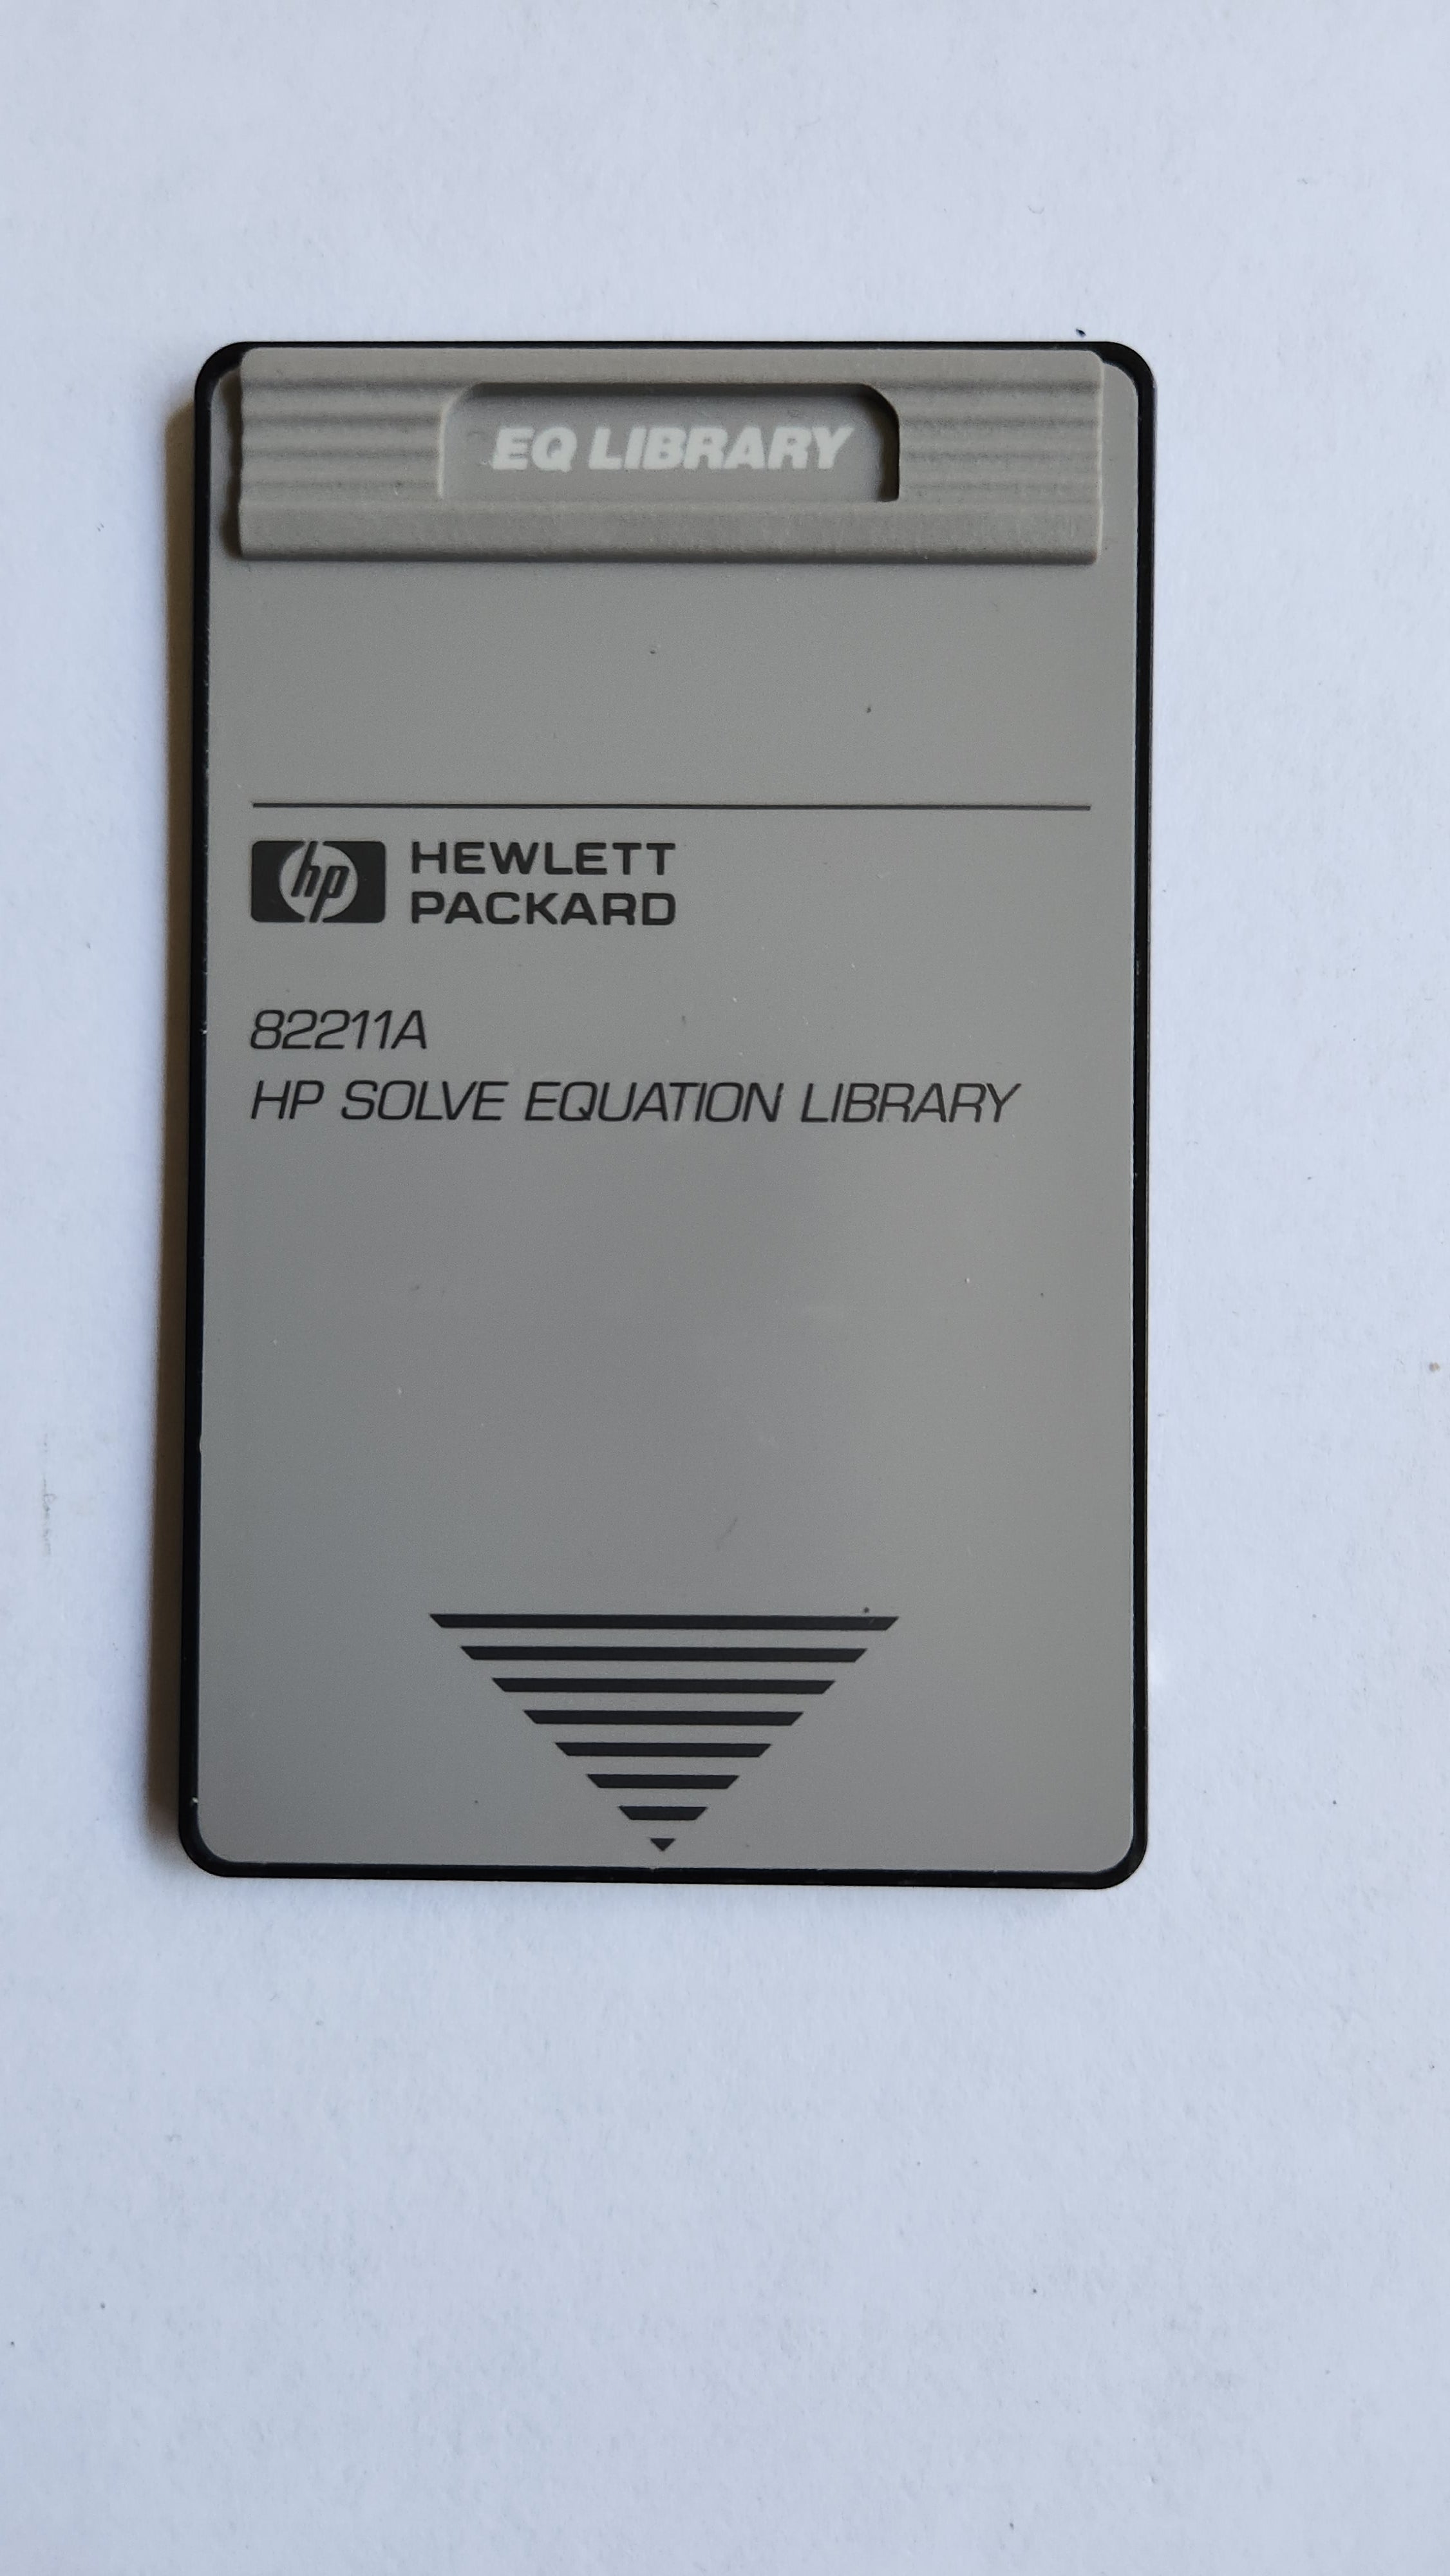 EQ LIBRARY
hp HEWLETT
PACKARD
82211A
HP SOLVE EQUATION LIBRARY